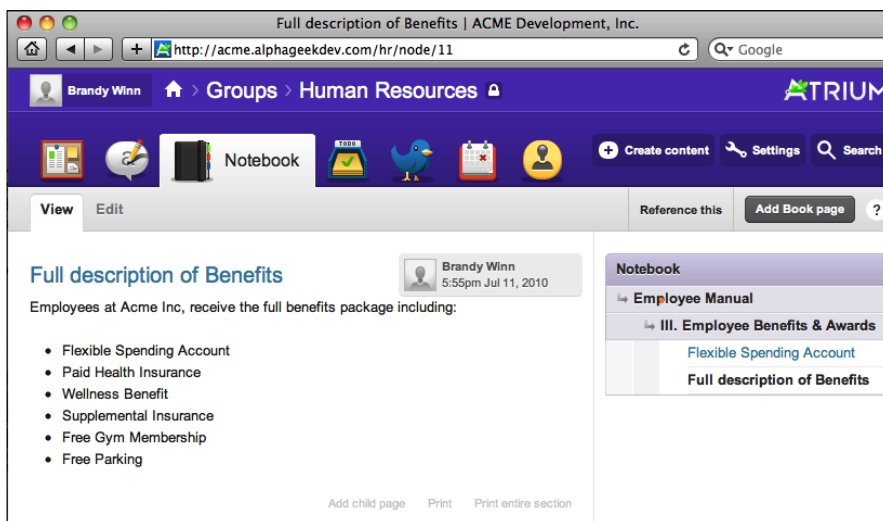 Full description of Benefits | ACME Development, Inc.
http://acme.alphageekdev.com/hr/node/11
Google
Brandy Winn
Groups › Human Resources
ATRIUM
Notebook
TODO
Create content
Settings
Search
View
Edit
Reference this
Add Book page
?
Full description of Benefits
Brandy Winn
5:55pm Jul 11, 2010
Employees at Acme Inc, receive the full benefits package including:
• Flexible Spending Account
• Paid Health Insurance
• Wellness Benefit
• Supplemental Insurance
• Free Gym Membership
• Free Parking
Add child page
Print
Print entire section
Notebook
Employee Manual
III. Employee Benefits & Awards
Flexible Spending Account
Full description of Benefits